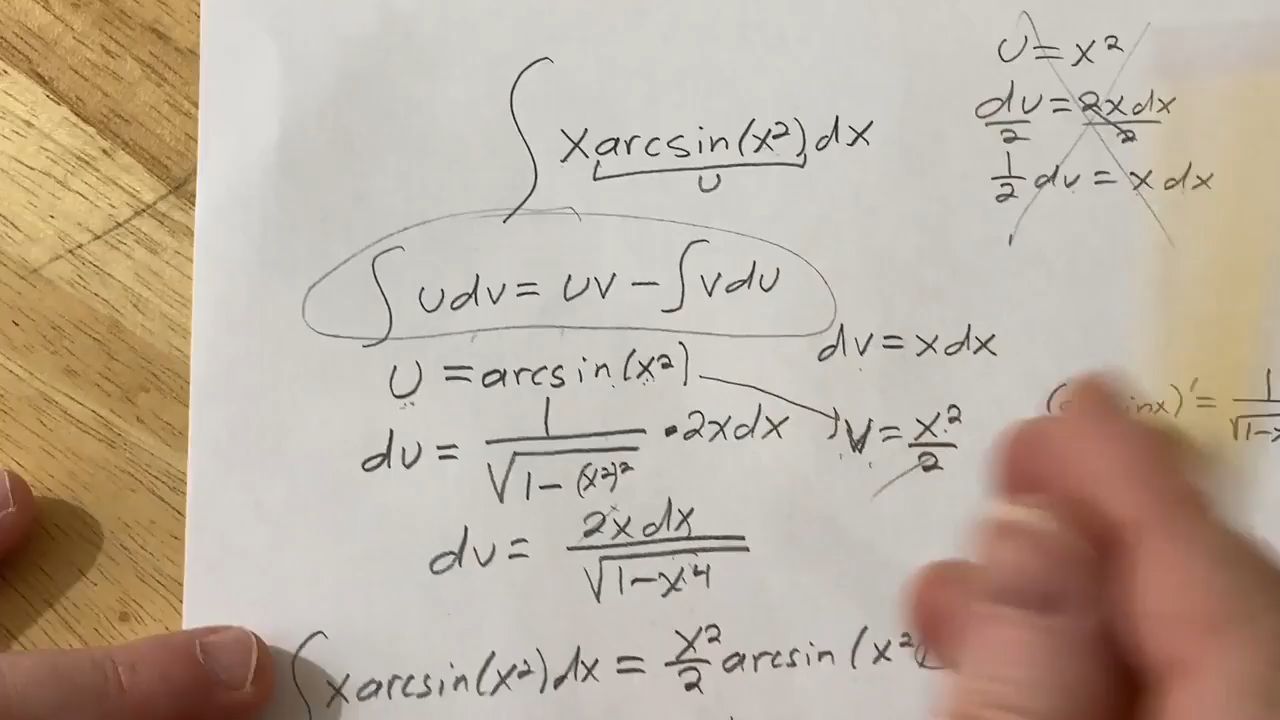 ∫ x arcsin(x²) dx
U
∫ U dv = UV − ∫ V dU
U = arcsin(x²)
dU = 1/√(1 − (x²)²) • 2x dx
dU = 2x dx/√(1 − x⁴)
∫ x arcsin(x²) dx = x²/2 arcsin(x²
dv = x dx
V = x²/2
U = x²
dU/2 = 2x dx/2
1/2 dU = x dx